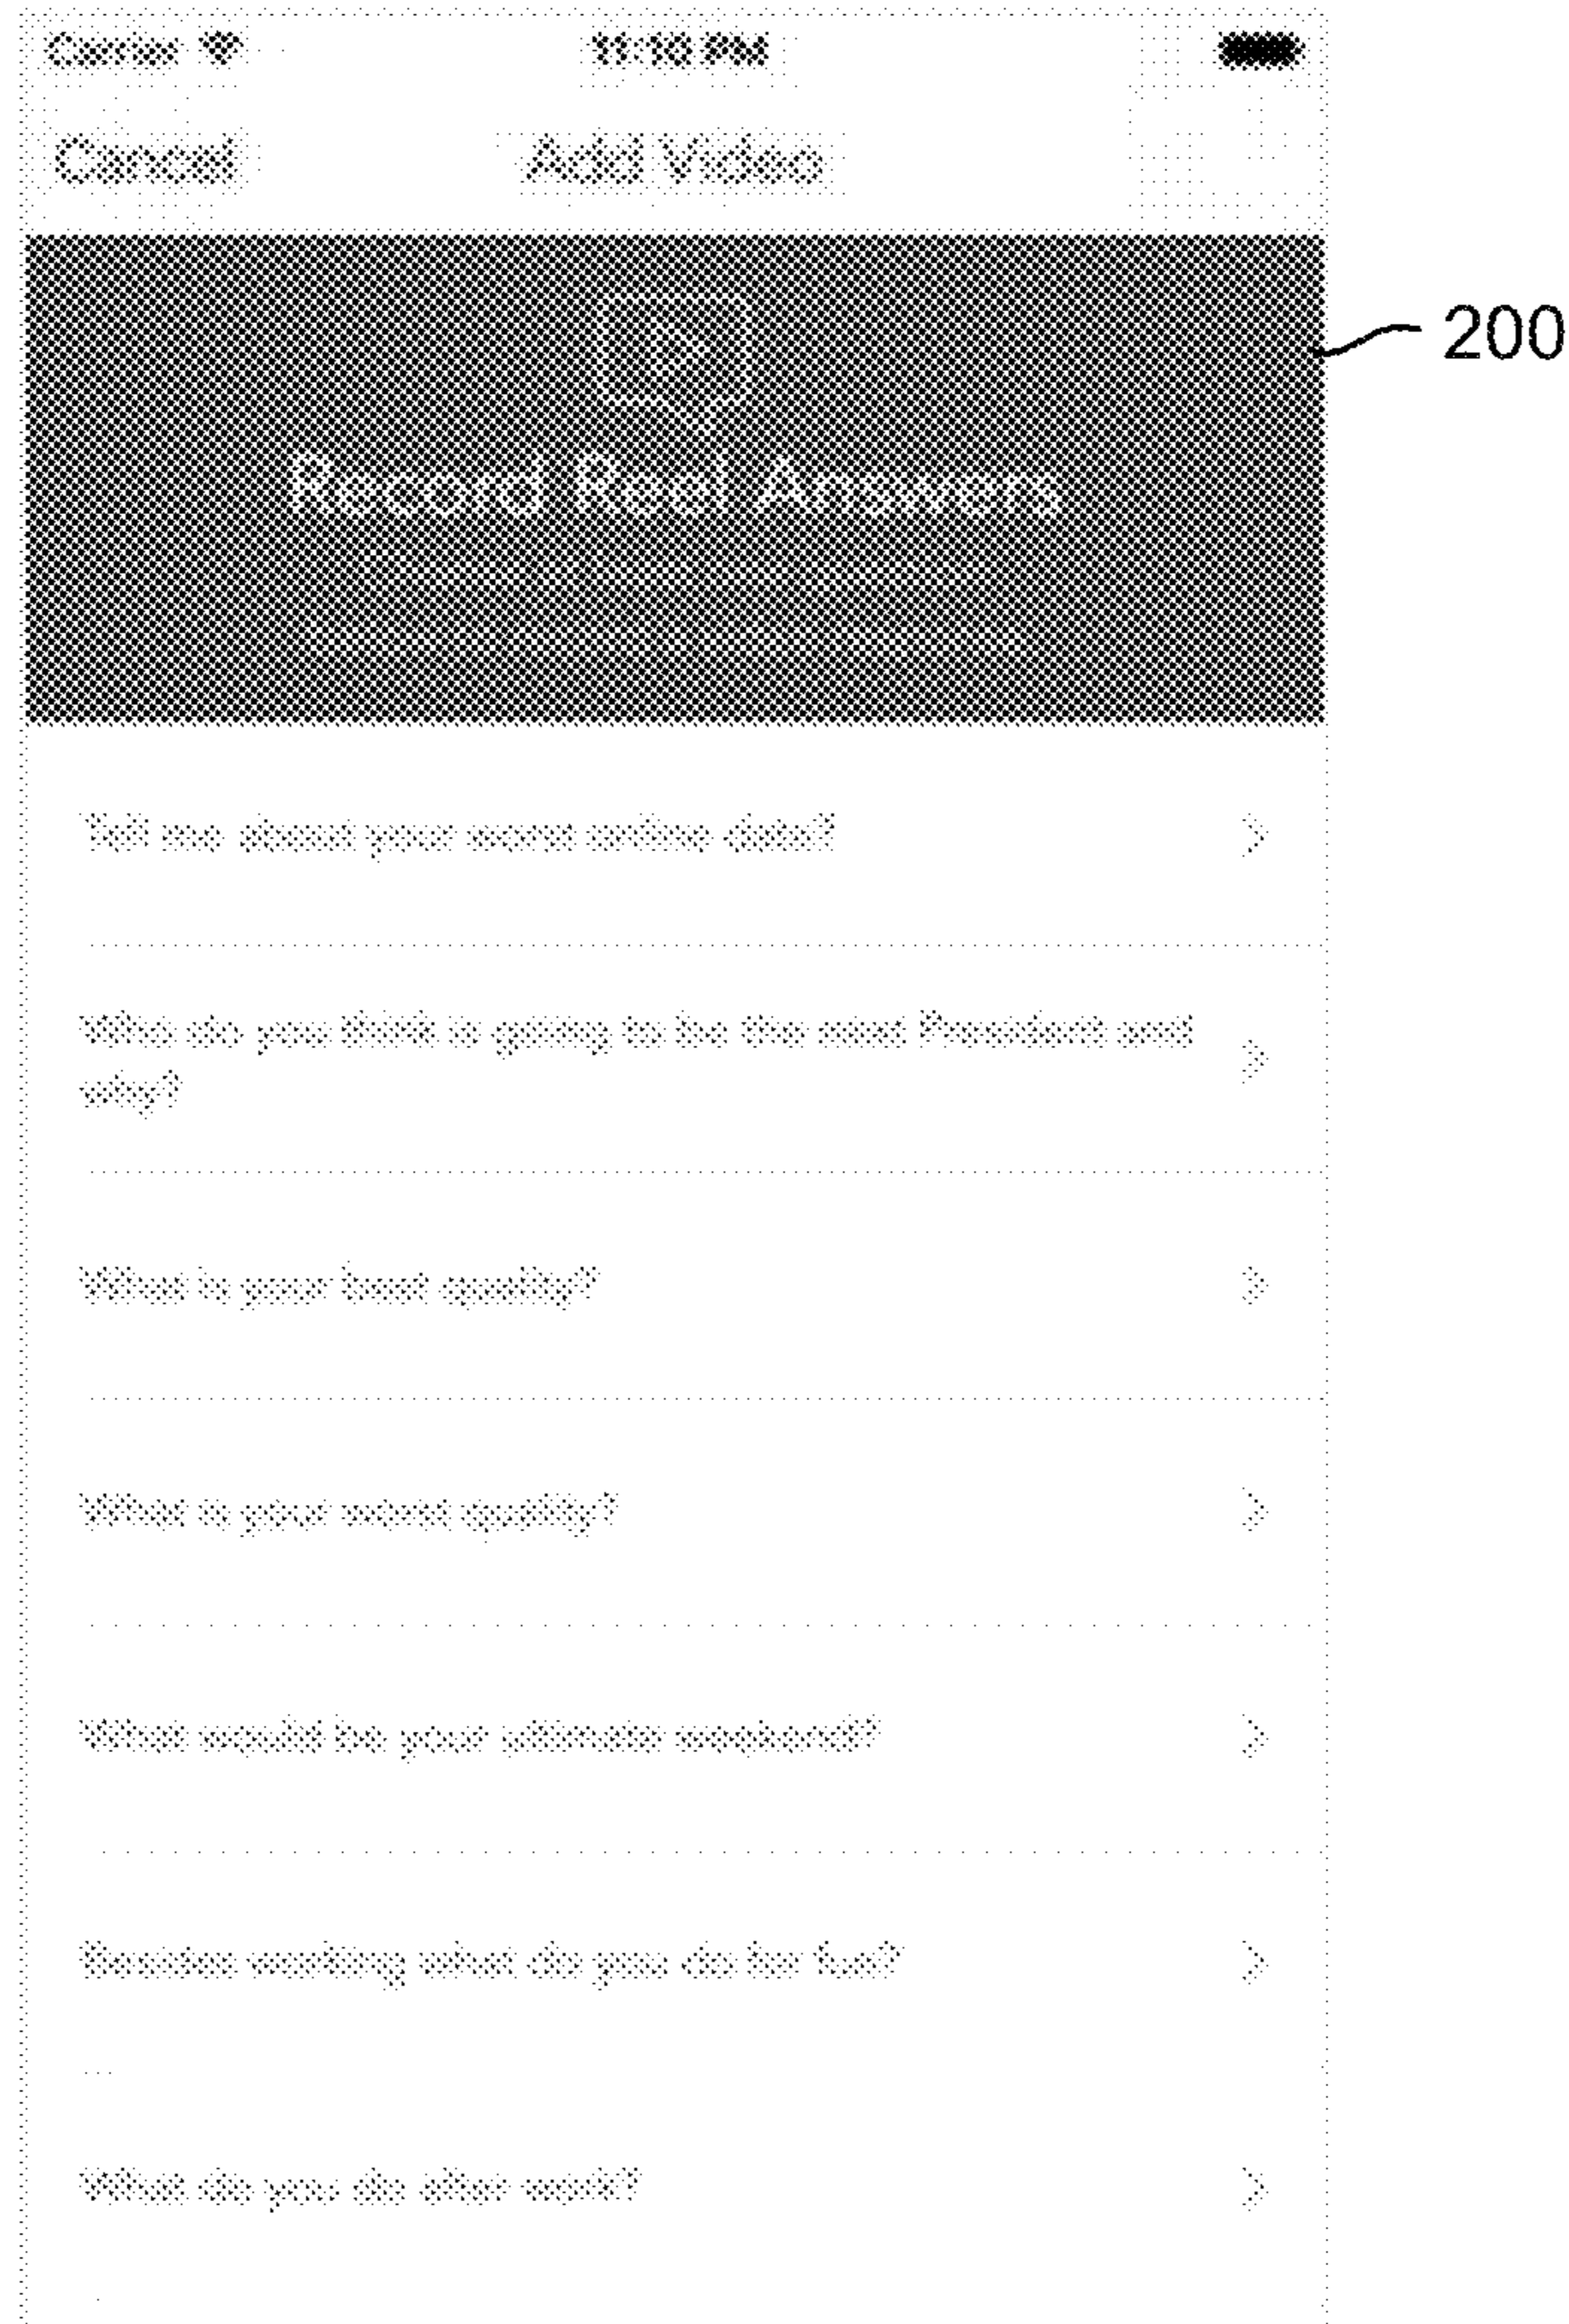 Carrier
PM
Cancel
Add Video
200
Record Reel Answers
Tell me about your worst online date?
Who do you think is going to be the next President and
why?
What is your best quality?
What is your worst quality?
What would be your ultimate weekend?
Besides working what do you do for fun?
What do you do after work?